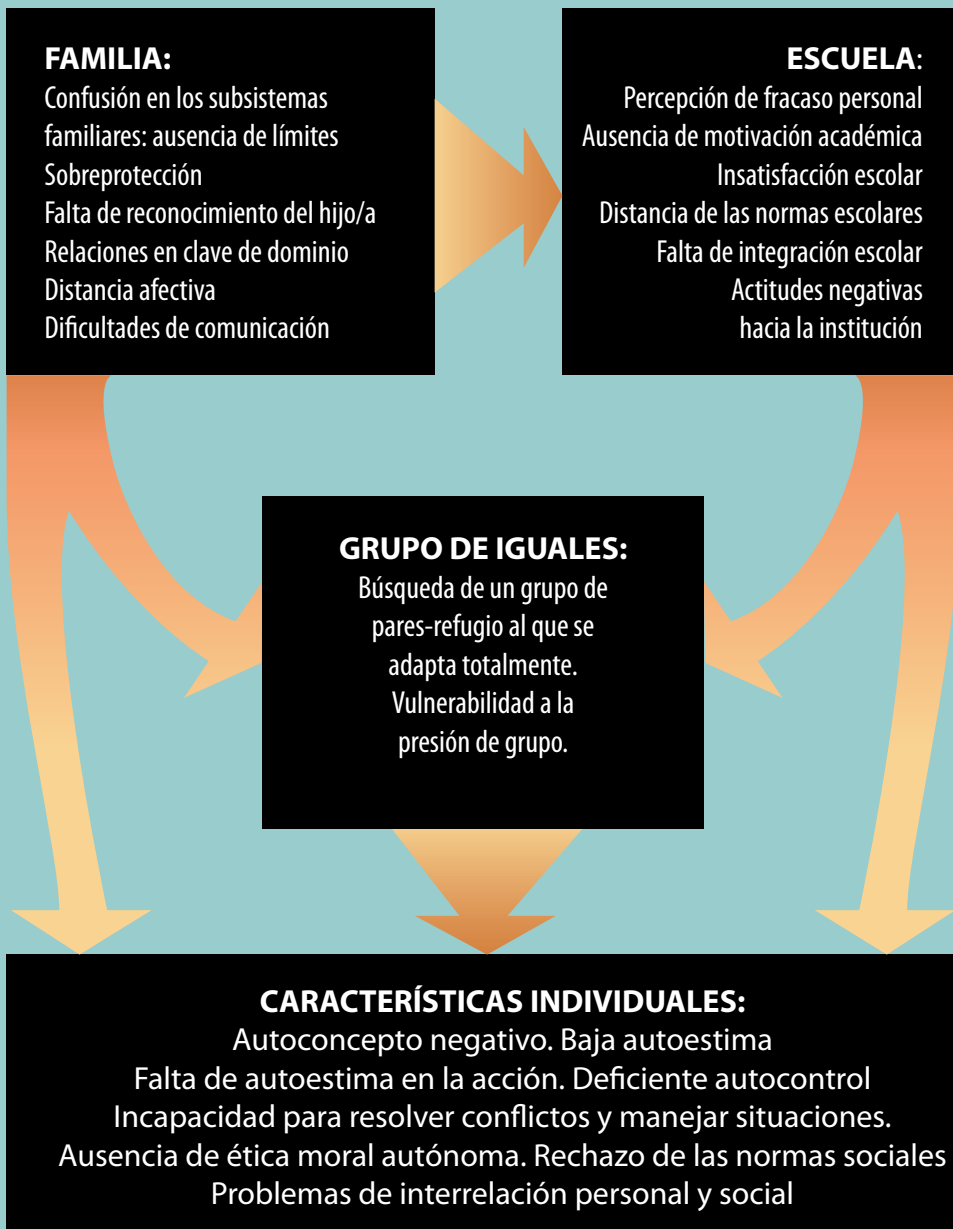 FAMILIA:
Confusión en los subsistemas
familiares: ausencia de límites
Sobreprotección
Falta de reconocimiento del hijo/a
Relaciones en clave de dominio
Distancia afectiva
Dificultades de comunicación
ESCUELA:
Percepción de fracaso personal
Ausencia de motivación académica
Insatisfacción escolar
Distancia de las normas escolares
Falta de integración escolar
Actitudes negativas
hacia la institución
GRUPO DE IGUALES:
Búsqueda de un grupo de
pares-refugio al que se
adapta totalmente.
Vulnerabilidad a la
presión de grupo.
CARACTERÍSTICAS INDIVIDUALES:
Autoconcepto negativo. Baja autoestima
Falta de autoestima en la acción. Deficiente autocontrol
Incapacidad para resolver conflictos y manejar situaciones.
Ausencia de ética moral autónoma. Rechazo de las normas sociales
Problemas de interrelación personal y social